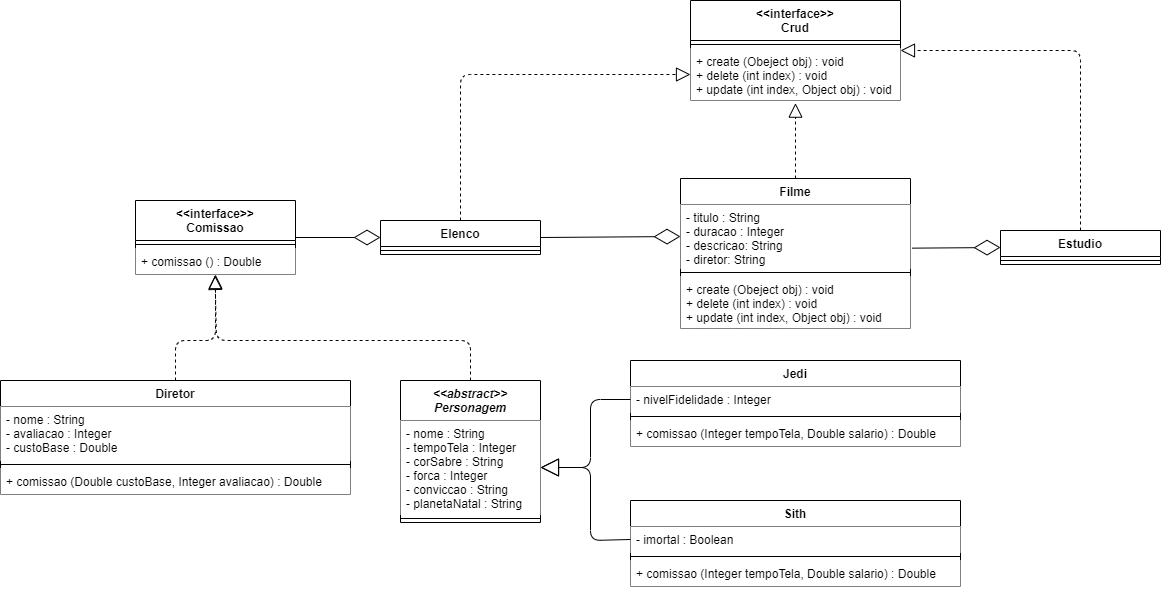 <<interface>>
Crud
+ create (Obeject obj) : void
+ delete (int index) : void
+ update (int index, Object obj) : void
<<interface>>
Comissao
+ comissao () : Double
Elenco
Filme
- titulo : String
- duracao : Integer
- descricao: String
- diretor: String
+ create (Obeject obj) : void
+ delete (int index) : void
+ update (int index, Object obj) : void
Estudio
Diretor
- nome : String
- avaliacao : Integer
- custoBase : Double
+ comissao (Double custoBase, Integer avaliacao) : Double
<<abstract>>
Personagem
- nome : String
- tempoTela : Integer
- corSabre : String
- forca : Integer
- conviccao : String
- planetaNatal : String
Jedi
- nivelFidelidade : Integer
+ comissao (Integer tempoTela, Double salario) : Double
Sith
- imortal : Boolean
+ comissao (Integer tempoTela, Double salario) : Double